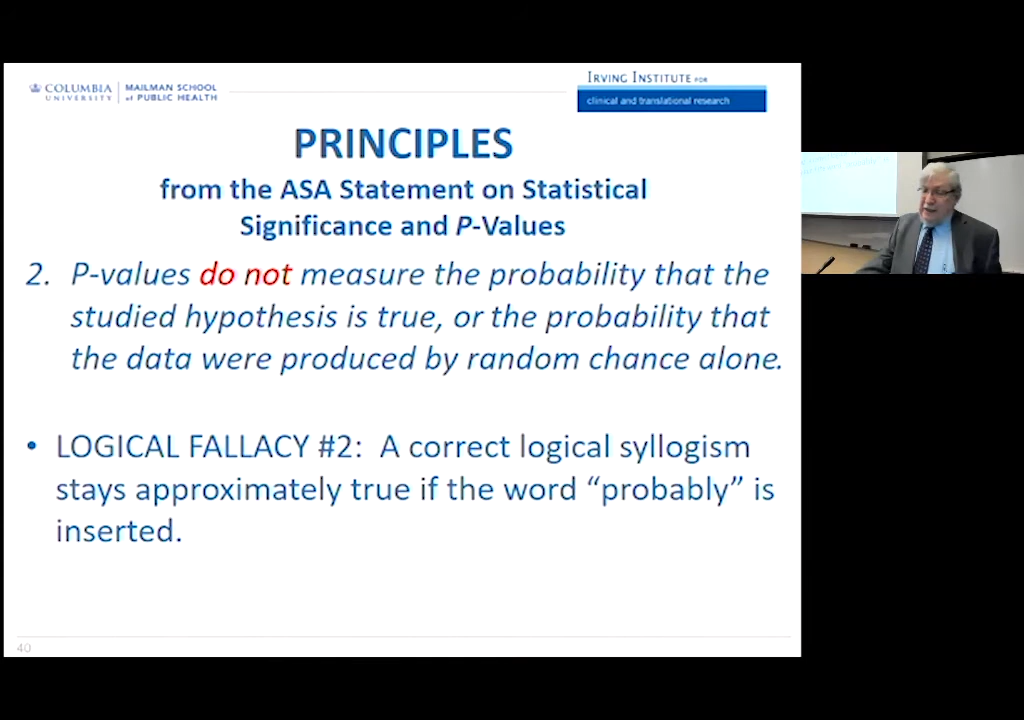 COLUMBIA UNIVERSITY
MAILMAN SCHOOL of PUBLIC HEALTH
IRVING INSTITUTE FOR
clinical and translational research
PRINCIPLES
from the ASA Statement on Statistical
Significance and P-Values
2. P-values do not measure the probability that the
studied hypothesis is true, or the probability that
the data were produced by random chance alone.
• LOGICAL FALLACY #2: A correct logical syllogism
stays approximately true if the word “probably” is
inserted.
40